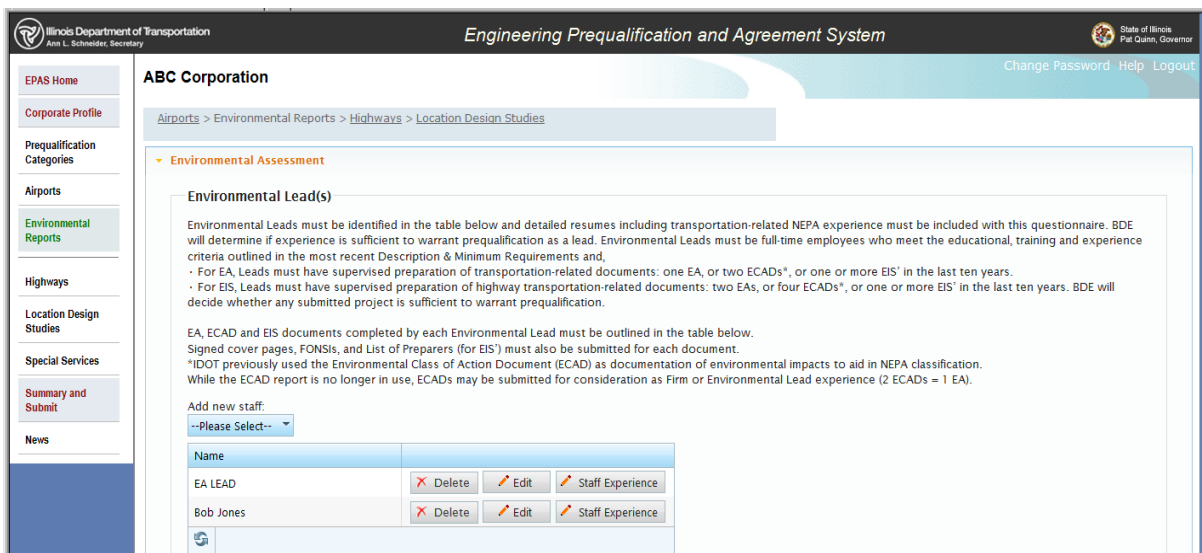 Illinois Department of Transportation
Ann L. Schneider, Secretary
Engineering Prequalification and Agreement System
State of Illinois
Pat Quinn, Governor
Change Password Help Logout
EPAS Home
Corporate Profile
Prequalification
Categories
Airports
Environmental
Reports
Highways
Location Design
Studies
Special Services
Summary and
Submit
News
ABC Corporation
Airports > Environmental Reports > Highways > Location Design Studies
Environmental Assessment
Environmental Lead(s)
Environmental Leads must be identified in the table below and detailed resumes including transportation-related NEPA experience must be included with this questionnaire. BDE
will determine if experience is sufficient to warrant prequalification as a lead. Environmental Leads must be full-time employees who meet the educational, training and experience
criteria outlined in the most recent Description & Minimum Requirements and,
· For EA, Leads must have supervised preparation of transportation-related documents: one EA, or two ECADs*, or one or more EIS' in the last ten years.
· For EIS, Leads must have supervised preparation of highway transportation-related documents: two EAs, or four ECADs*, or one or more EIS' in the last ten years. BDE will
decide whether any submitted project is sufficient to warrant prequalification.
EA, ECAD and EIS documents completed by each Environmental Lead must be outlined in the table below.
Signed cover pages, FONSIs, and List of Preparers (for EIS') must also be submitted for each document.
*IDOT previously used the Environmental Class of Action Document (ECAD) as documentation of environmental impacts to aid in NEPA classification.
While the ECAD report is no longer in use, ECADs may be submitted for consideration as Firm or Environmental Lead experience (2 ECADs = 1 EA).
Add new staff:
--Please Select--
Name
EA LEAD Delete Edit Staff Experience
Bob Jones Delete Edit Staff Experience